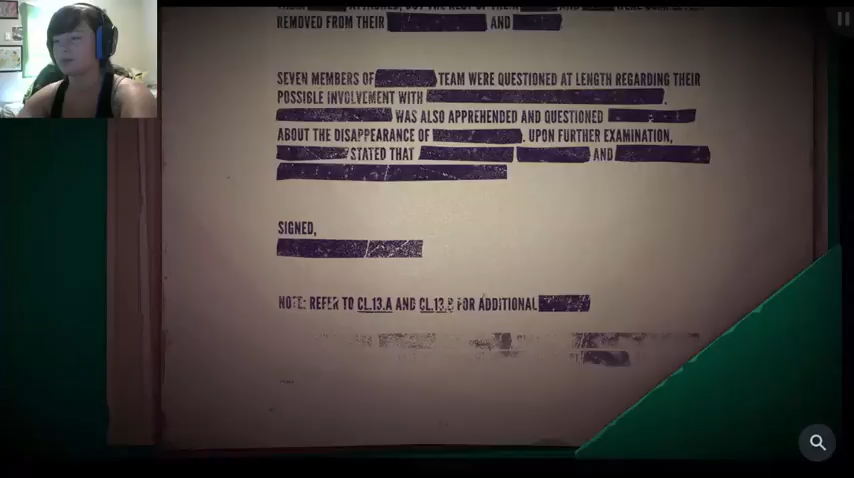 REMOVED FROM THEIR AND
SEVEN MEMBERS OF TEAM WERE QUESTIONED AT LENGTH REGARDING THEIR
POSSIBLE INVOLVEMENT WITH .
WAS ALSO APPREHENDED AND QUESTIONED
ABOUT THE DISAPPEARANCE OF . UPON FURTHER EXAMINATION,
STATED THAT AND
SIGNED,
NOTE: REFER TO CL.13.A AND CL.13.B FOR ADDITIONAL